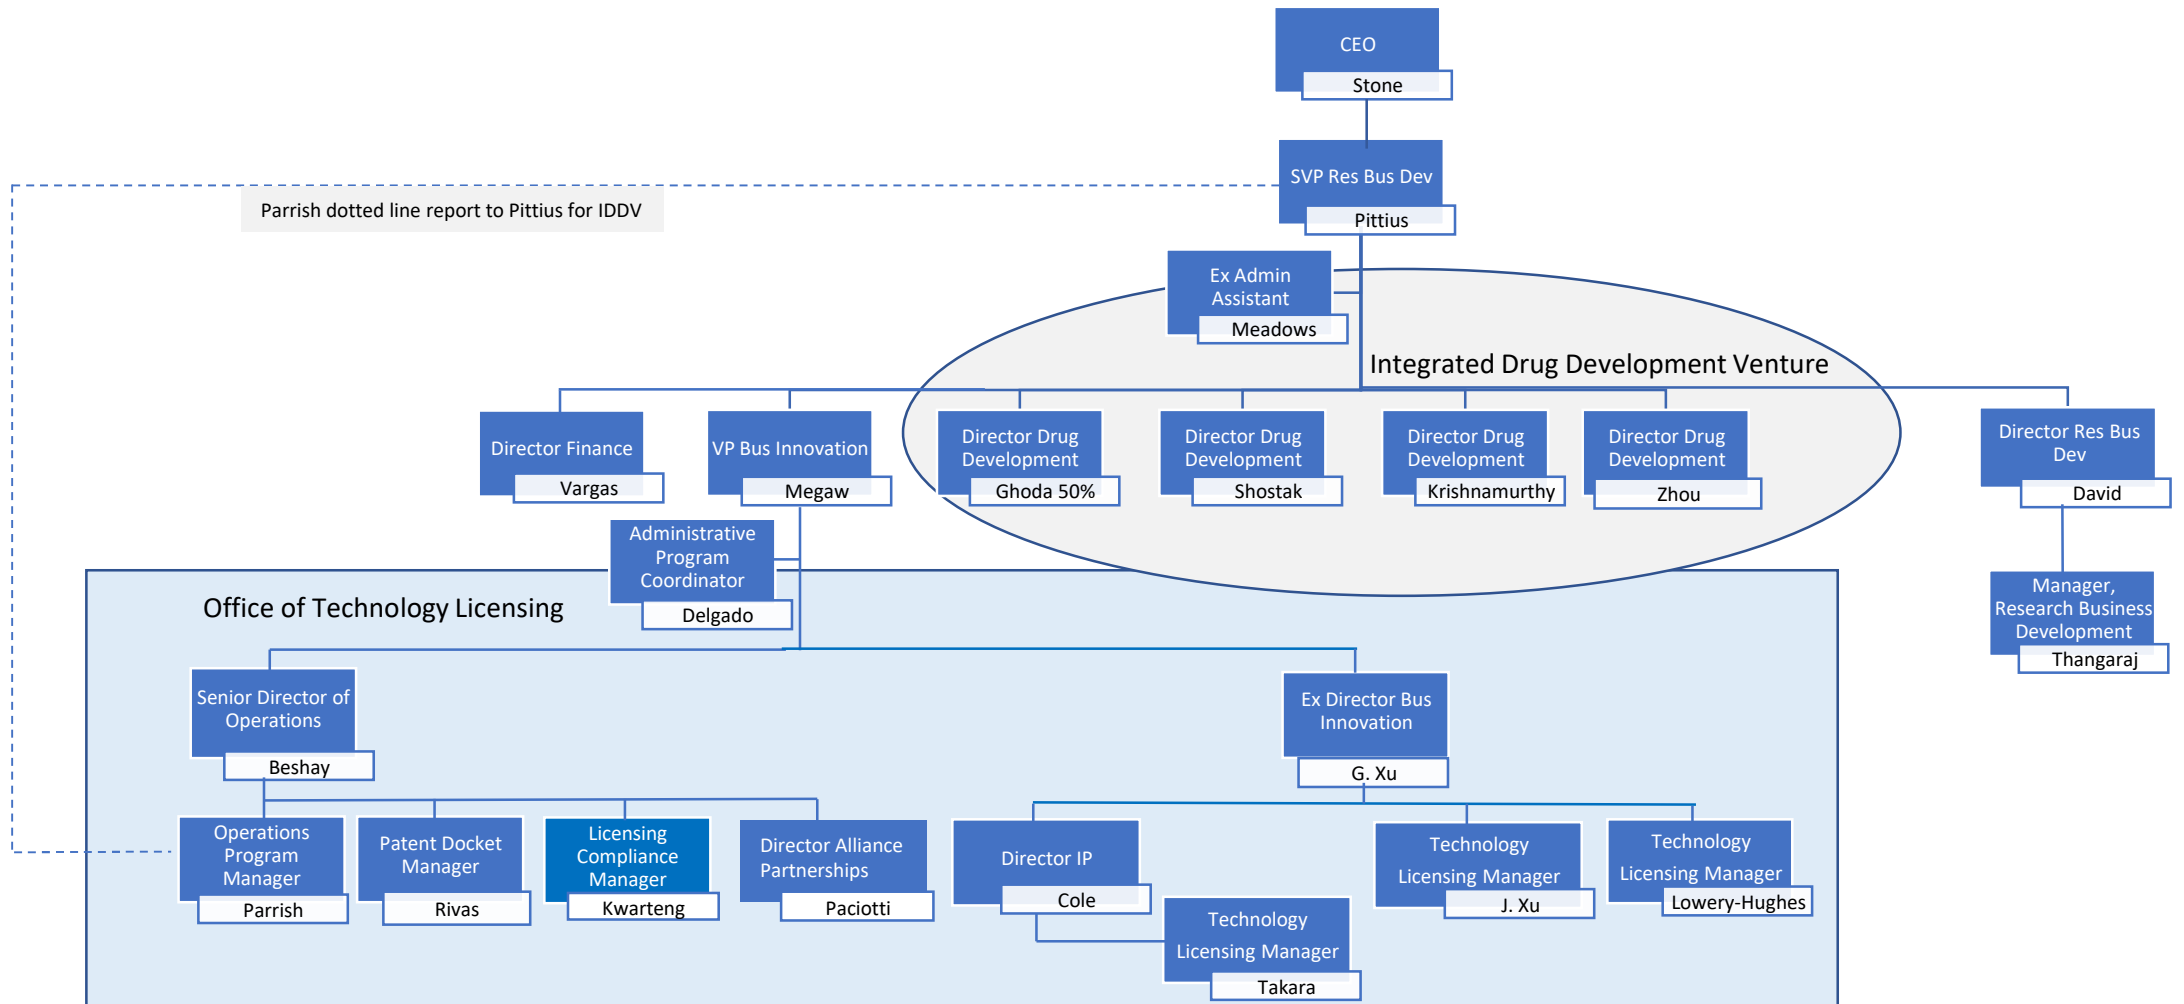 CEO
Stone
SVP Res Bus Dev
Pittius
Parrish dotted line report to Pittius for IDDV
Ex Admin
Assistant
Meadows
Integrated Drug Development Venture
Director Finance
Vargas
VP Bus Innovation
Megaw
Director Drug
Development
Ghoda 50%
Director Drug
Development
Shostak
Director Drug
Development
Krishnamurthy
Director Drug
Development
Zhou
Director Res Bus
Dev
David
Administrative
Program
Coordinator
Delgado
Manager,
Research Business
Development
Thangaraj
Office of Technology Licensing
Senior Director of
Operations
Beshay
Ex Director Bus
Innovation
G. Xu
Operations
Program
Manager
Parrish
Patent Docket
Manager
Rivas
Licensing
Compliance
Manager
Kwarteng
Director Alliance
Partnerships
Paciotti
Director IP
Cole
Technology
Licensing Manager
Takara
Technology
Licensing Manager
J. Xu
Technology
Licensing Manager
Lowery-Hughes